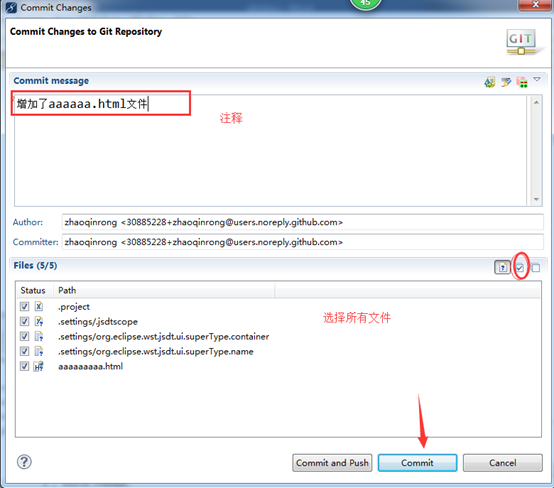 Commit Changes
45
Commit Changes to Git Repository
GIT
Commit message
增加了aaaaaa.html文件
注释
Author: zhaoqinrong <30885228+zhaoqinrong@users.noreply.github.com>
Committer: zhaoqinrong <30885228+zhaoqinrong@users.noreply.github.com>
Files (5/5)
Status Path
.project
.settings/.jsdtscope
选择所有文件
.settings/org.eclipse.wst.jsdt.ui.superType.container
.settings/org.eclipse.wst.jsdt.ui.superType.name
aaaaaaaaa.html
Commit and Push Commit Cancel